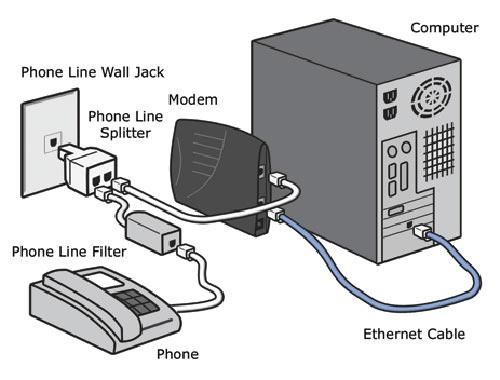 Computer
Phone Line Wall Jack
Modem
Phone Line
Splitter
Phone Line Filter
Ethernet Cable
Phone